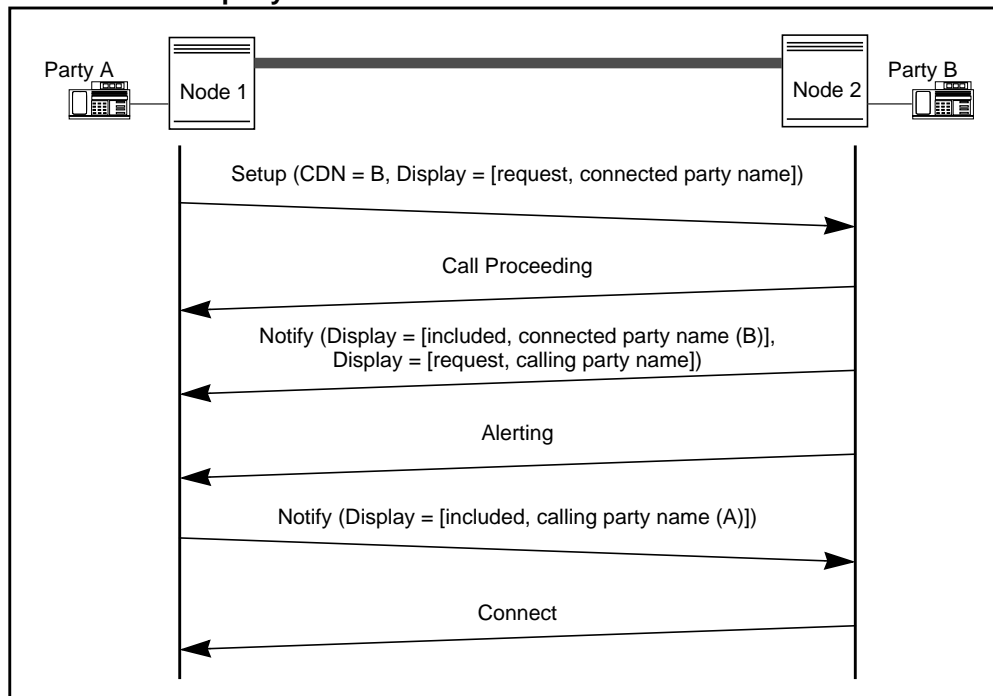 Party A
Node 1
Node 2
Party B
Setup (CDN = B, Display = [request, connected party name])
Call Proceeding
Notify (Display = [included, connected party name (B)],
Display = [request, calling party name])
Alerting
Notify (Display = [included, calling party name (A)])
Connect